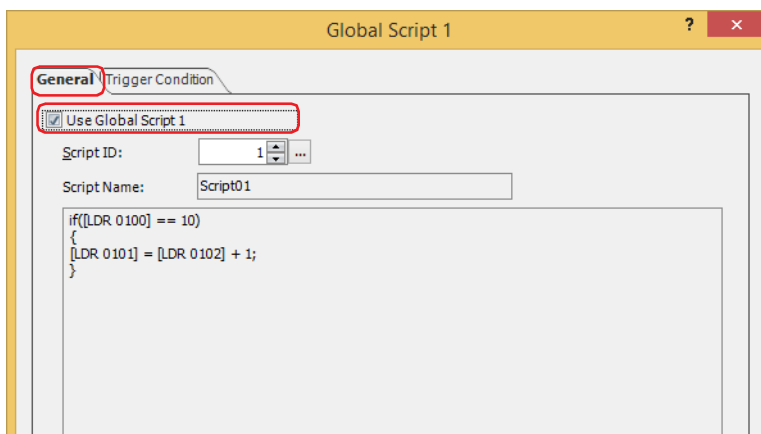 Global Script 1
?
General
Trigger Condition
Use Global Script 1
Script ID:
1
...
Script Name:
Script01
if([LDR 0100] == 10)
{
[LDR 0101] = [LDR 0102] + 1;
}